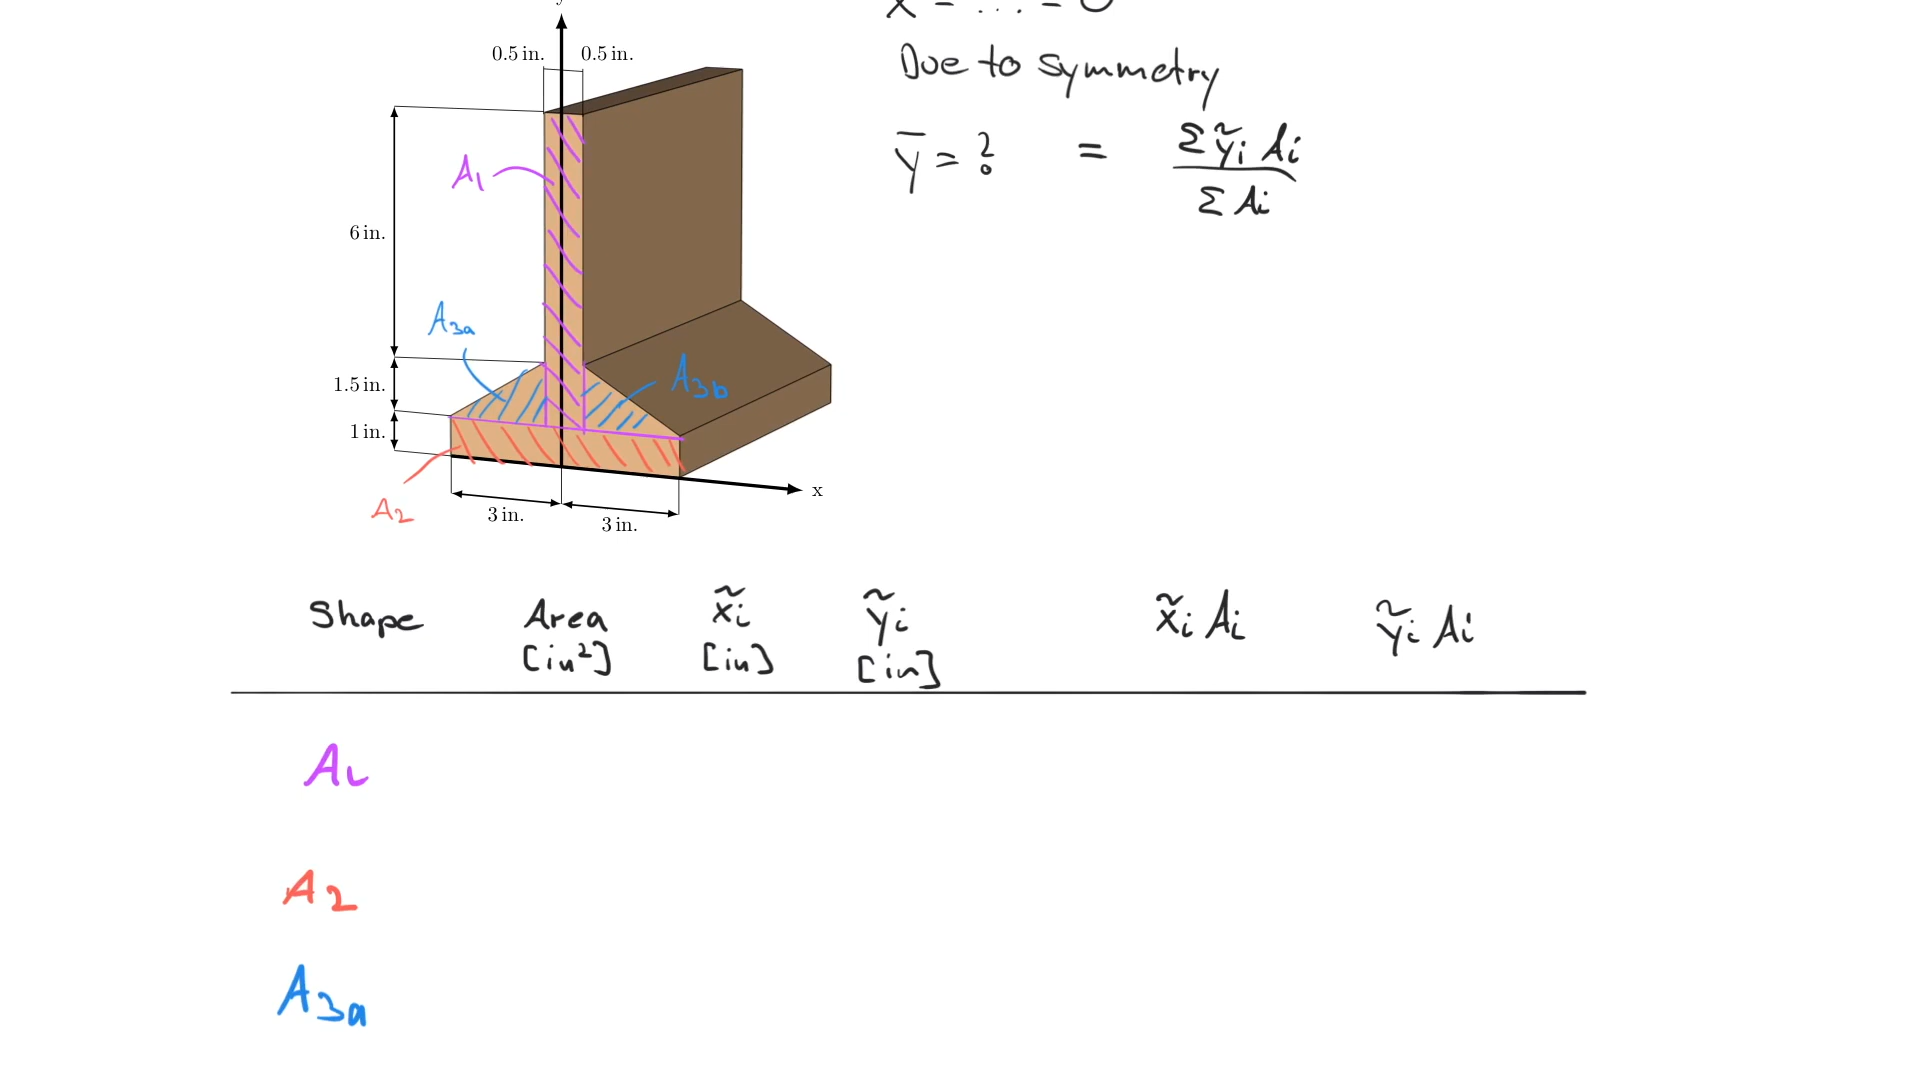 x = ... = 0
0.5 in. 0.5 in.
Due to symmetry
y̅ = ? = Σ ỹi Ai / Σ Ai
A1
6 in.
A3a
A3b
1.5 in.
1 in.
A2
x
3 in.
3 in.
Shape Area [in²] x̃i [in] ỹi [in] x̃i Ai ỹi Ai
A1
A2
A3a